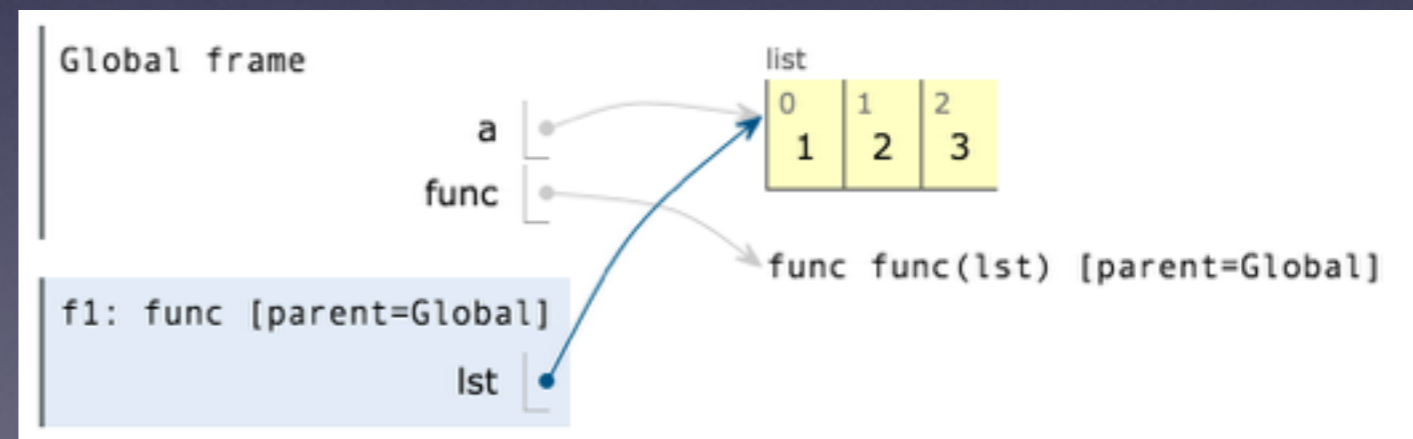 Global frame
list
a
0 1 2
1 2 3
func
func func(lst) [parent=Global]
f1: func [parent=Global]
lst